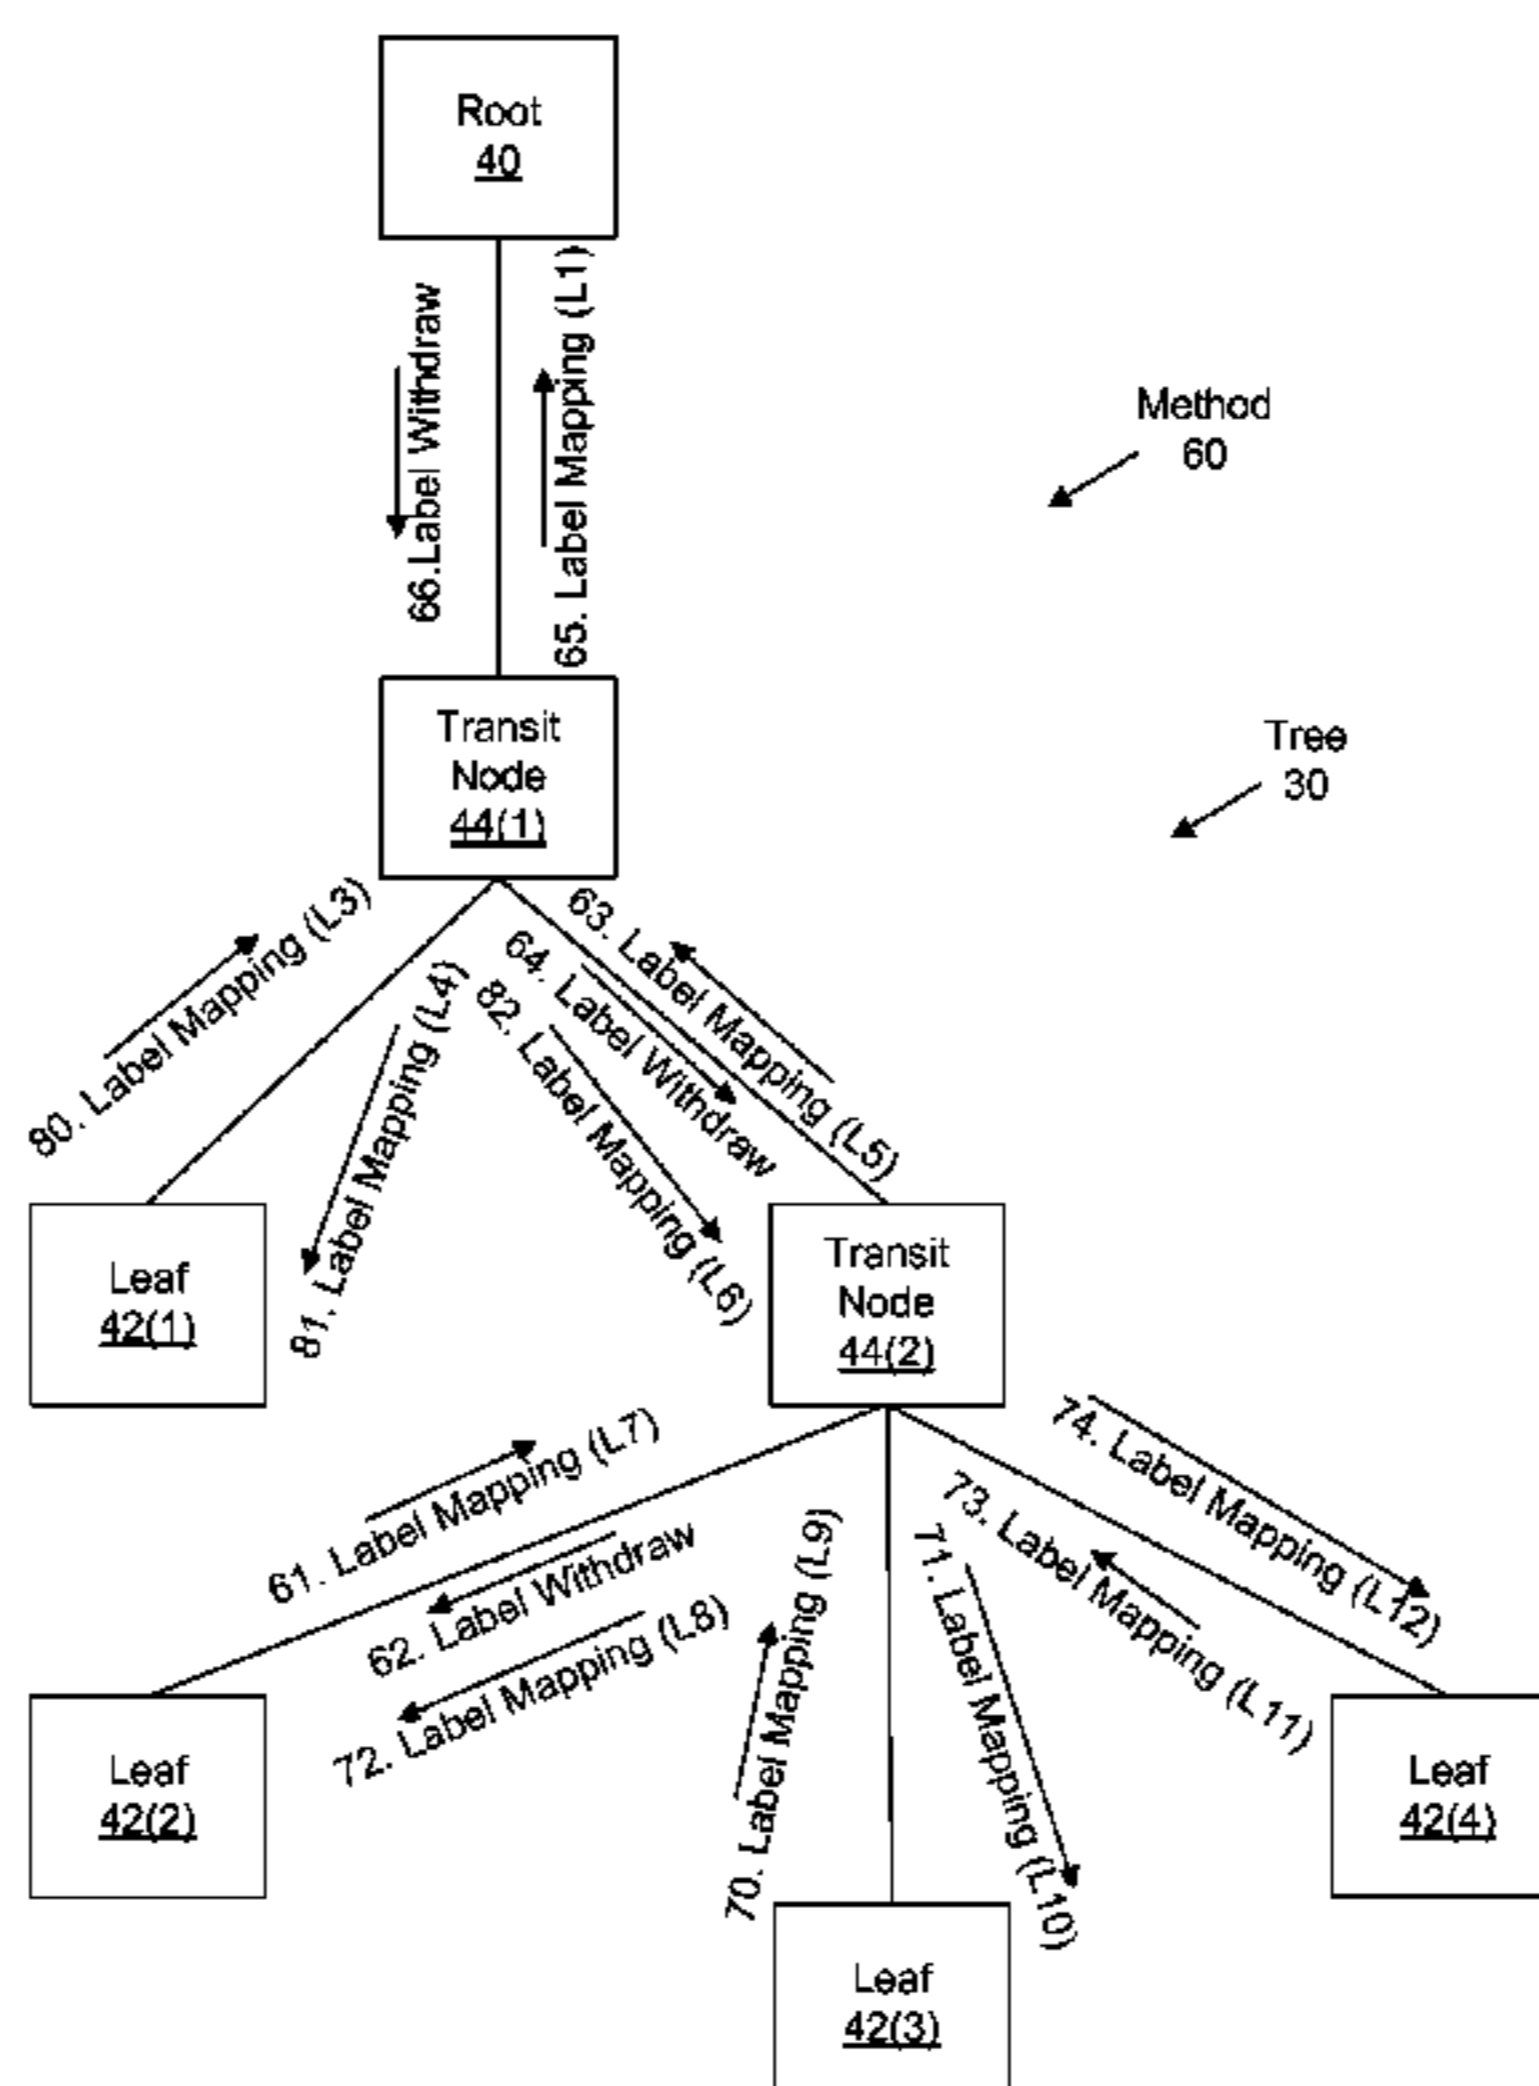 Root
40
66.Label Withdraw
65. Label Mapping (L1)
Method
60
Tree
30
Transit
Node
44(1)
80. Label Mapping (L3)
81. Label Mapping (L4)
82. Label Mapping (L6)
64. Label Withdraw
63. Label Mapping (L5)
Leaf
42(1)
Transit
Node
44(2)
61. Label Mapping (L7)
62. Label Withdraw
72. Label Mapping (L8)
70. Label Mapping (L9)
71. Label Mapping (L10)
73. Label Mapping (L11)
74. Label Mapping (L12)
Leaf
42(2)
Leaf
42(3)
Leaf
42(4)